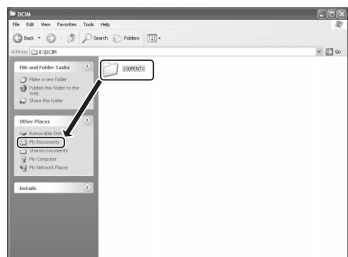 DCIM
File Edit View Favorites Tools Help
Back Search Folders
Address E:\DCIM Go
File and Folder Tasks
Make a new folder
Publish this folder to the
Web
Share this folder
100PENTX
Other Places
Removable Disk
My Documents
Shared Documents
My Computer
My Network Places
Details